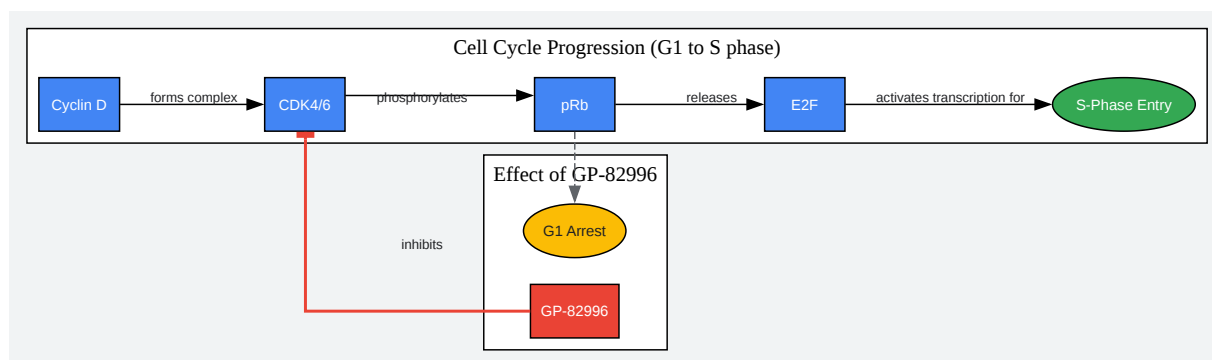 Cell Cycle Progression (G1 to S phase)
Cyclin D
forms complex
CDK4/6
phosphorylates
pRb
releases
E2F
activates transcription for
S-Phase Entry
Effect of GP-82996
G1 Arrest
inhibits
GP-82996